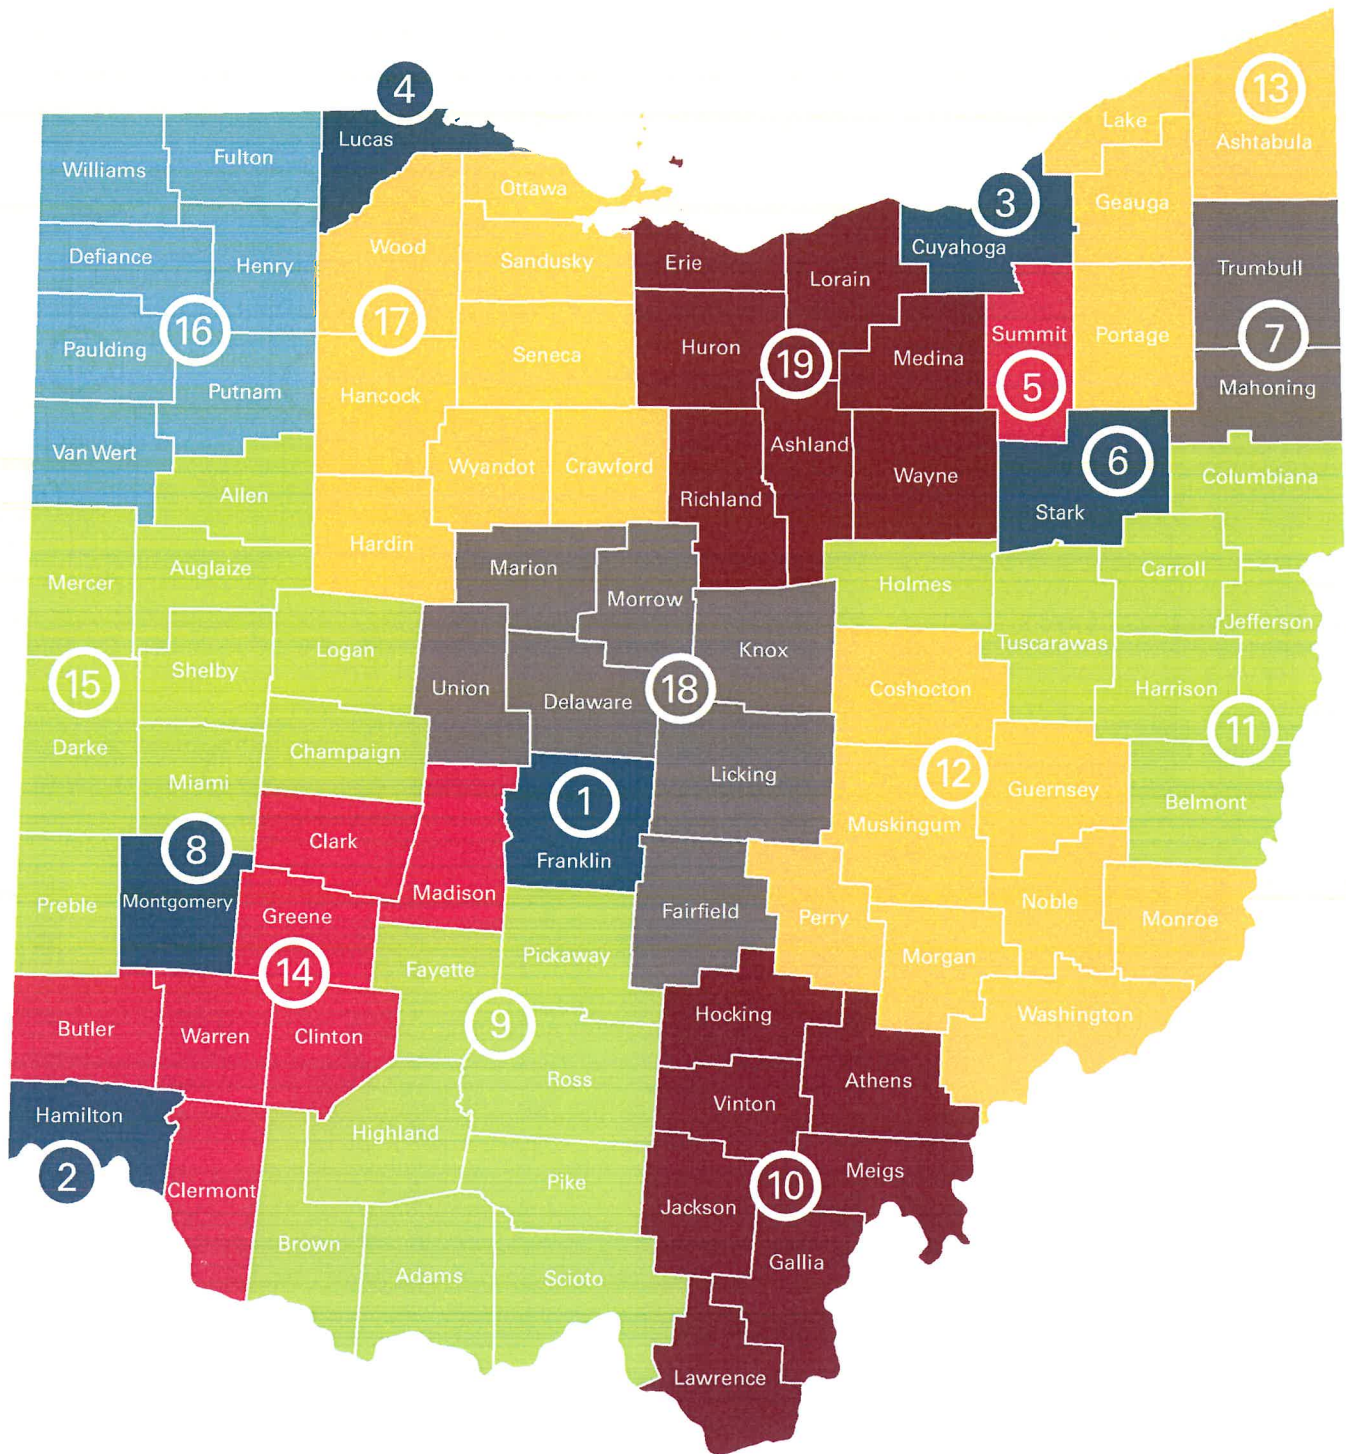 4
13
Lucas
Lake
Ashtabula
Williams
Fulton
Ottawa
3
Geauga
Wood
Cuyahoga
Defiance
Henry
Sandusky
Erie
Lorain
Trumbull
16
17
Summit
Portage
7
Paulding
Seneca
Huron
19
Medina
5
Mahoning
Putnam
Hancock
Van Wert
Wyandot
Crawford
Ashland
6
Columbiana
Allen
Richland
Wayne
Stark
Hardin
Mercer
Auglaize
Marion
Morrow
Holmes
Carroll
Jefferson
Logan
Knox
Tuscarawas
15
Shelby
Union
Delaware
18
Coshocton
Harrison
11
Darke
Champaign
Miami
Licking
12
Guernsey
Belmont
1
Muskingum
8
Clark
Franklin
Preble
Montgomery
Greene
Madison
Fairfield
Perry
Noble
Monroe
14
Fayette
Pickaway
Morgan
Butler
Warren
Clinton
9
Hocking
Washington
Ross
Athens
Hamilton
Highland
Vinton
2
Clermont
Pike
Jackson
10
Meigs
Brown
Adams
Scioto
Gallia
Lawrence